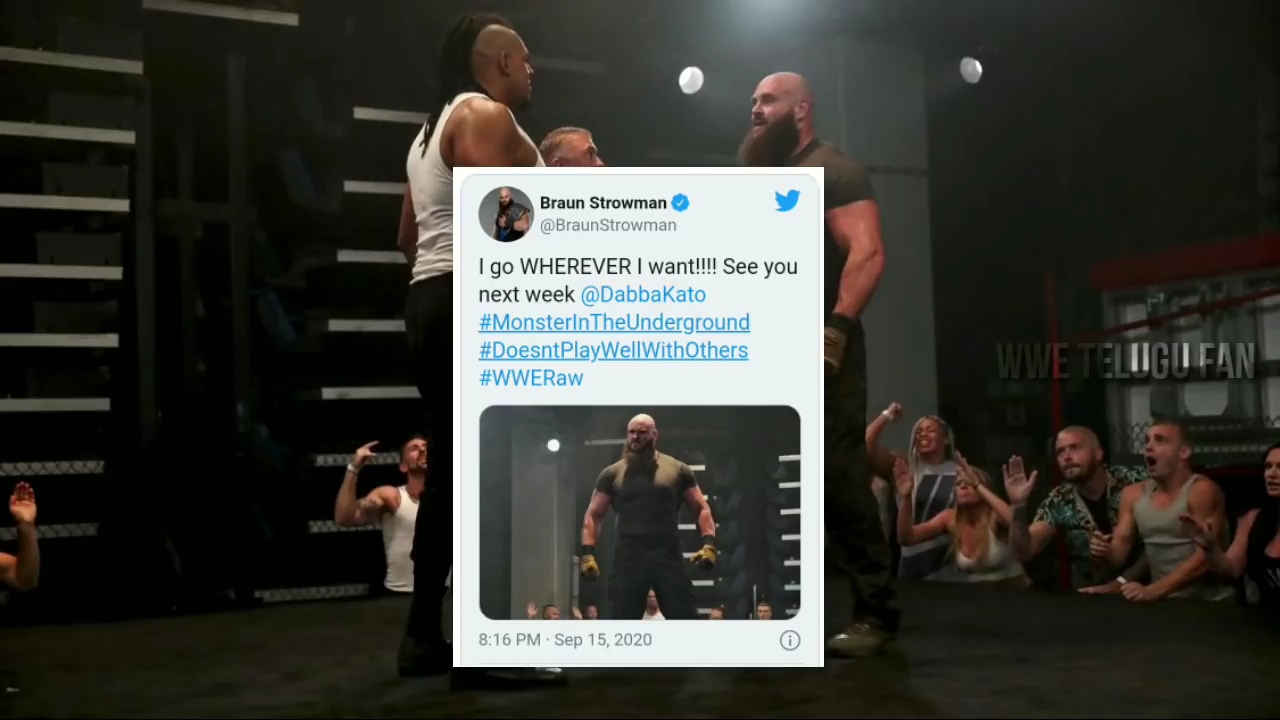 Braun Strowman
@BraunStrowman
I go WHEREVER I want!!!! See you
next week @DabbaKato
#MonsterInTheUnderground
#DoesntPlayWellWithOthers
#WWERaw
8:16 PM · Sep 15, 2020
WWE TELUGU FAN